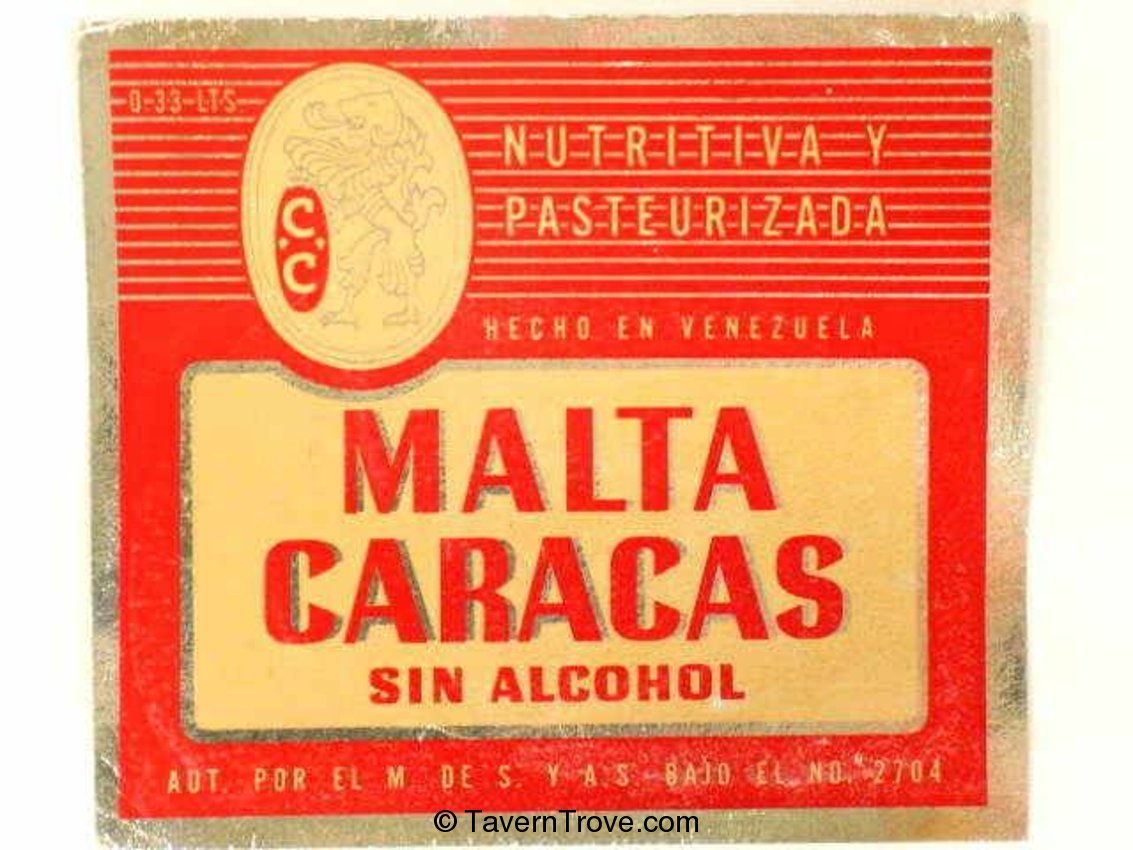 0-33-LTS.
C.C
NUTRITIVA Y
PASTEURIZADA
HECHO EN VENEZUELA
MALTA
CARACAS
SIN ALCOHOL
AUT. POR EL M. DE S. Y A.S. BAJO EL NO. 2704
© TavernTrove.com